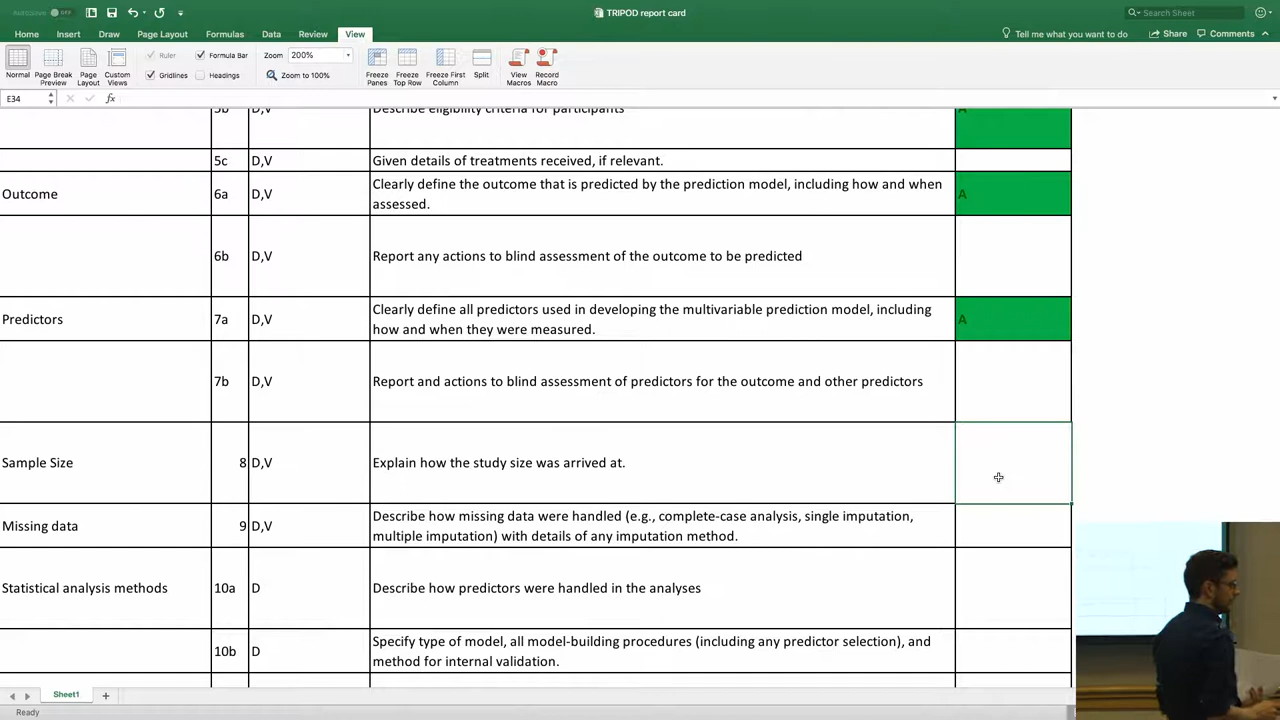 AutoSave OFF
TRIPOD report card
Search Sheet
Home Insert Draw Page Layout Formulas Data Review View
Tell me what you want to do Share Comments
Normal Page Break Preview Page Layout Custom Views
Ruler Formula Bar
Gridlines Headings
Zoom 200%
Zoom to 100%
Freeze Panes Freeze Top Row Freeze First Column Split View Macros Record Macro
E34 fx
5b D,V Describe eligibility criteria for participants A
5c D,V Given details of treatments received, if relevant.
Outcome 6a D,V Clearly define the outcome that is predicted by the prediction model, including how and when
assessed. A
6b D,V Report any actions to blind assessment of the outcome to be predicted
Predictors 7a D,V Clearly define all predictors used in developing the multivariable prediction model, including
how and when they were measured. A
7b D,V Report and actions to blind assessment of predictors for the outcome and other predictors
Sample Size 8 D,V Explain how the study size was arrived at.
Missing data 9 D,V Describe how missing data were handled (e.g., complete-case analysis, single imputation,
multiple imputation) with details of any imputation method.
Statistical analysis methods 10a D Describe how predictors were handled in the analyses
10b D Specify type of model, all model-building procedures (including any predictor selection), and
method for internal validation.
Sheet1 +
Ready